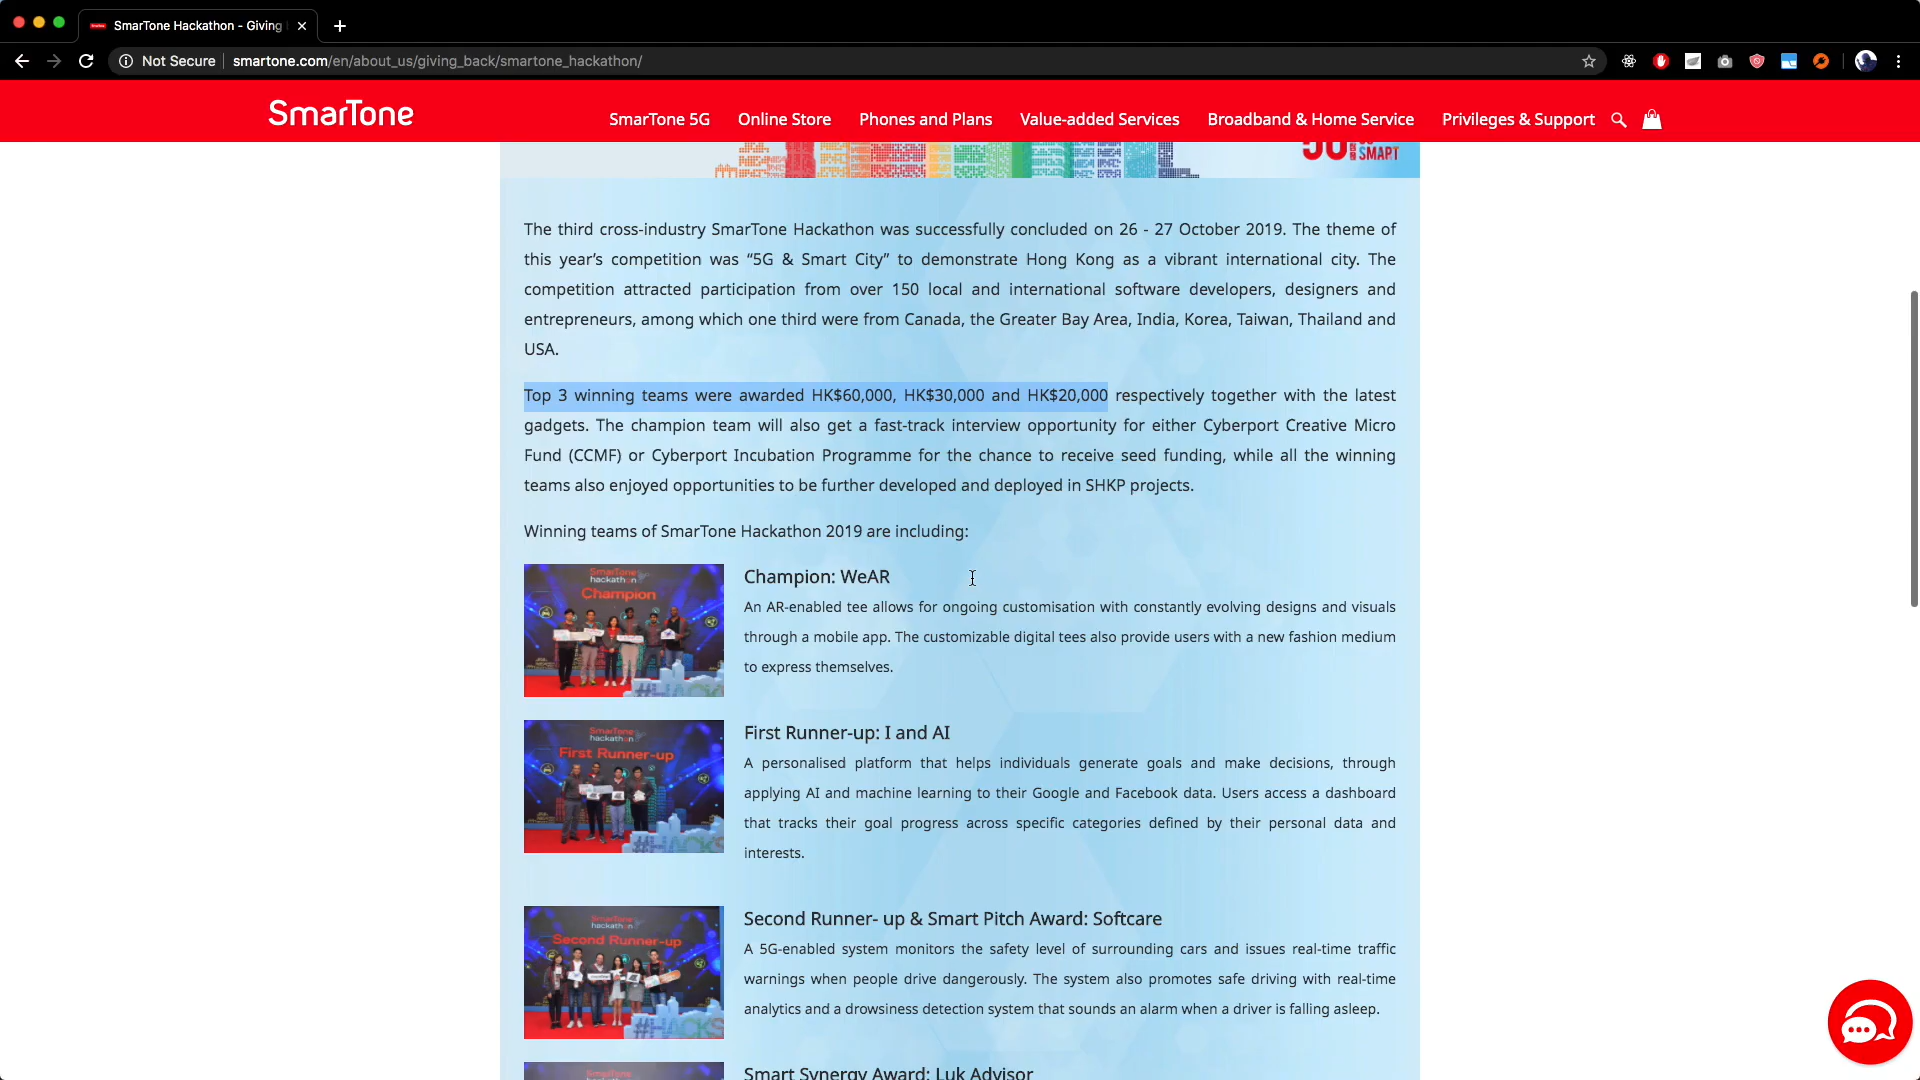 SmarTone Hackathon - Giving
Not Secure
smartone.com/en/about_us/giving_back/smartone_hackathon/
SmarTone
SmarTone 5G
Online Store
Phones and Plans
Value-added Services
Broadband & Home Service
Privileges & Support
The third cross-industry SmarTone Hackathon was successfully concluded on 26 - 27 October 2019. The theme of
this year’s competition was “5G & Smart City” to demonstrate Hong Kong as a vibrant international city. The
competition attracted participation from over 150 local and international software developers, designers and
entrepreneurs, among which one third were from Canada, the Greater Bay Area, India, Korea, Taiwan, Thailand and
USA.
Top 3 winning teams were awarded HK$60,000, HK$30,000 and HK$20,000 respectively together with the latest
gadgets. The champion team will also get a fast-track interview opportunity for either Cyberport Creative Micro
Fund (CCMF) or Cyberport Incubation Programme for the chance to receive seed funding, while all the winning
teams also enjoyed opportunities to be further developed and deployed in SHKP projects.
Winning teams of SmarTone Hackathon 2019 are including:
SmarTone
hackathon
Champion
#HACKS
Champion: WeAR
An AR-enabled tee allows for ongoing customisation with constantly evolving designs and visuals
through a mobile app. The customizable digital tees also provide users with a new fashion medium
to express themselves.
SmarTone
hackathon
First Runner-up
#HACKS
First Runner-up: I and AI
A personalised platform that helps individuals generate goals and make decisions, through
applying AI and machine learning to their Google and Facebook data. Users access a dashboard
that tracks their goal progress across specific categories defined by their personal data and
interests.
SmarTone
hackathon
Second Runner-up
#HACKS
Second Runner- up & Smart Pitch Award: Softcare
A 5G-enabled system monitors the safety level of surrounding cars and issues real-time traffic
warnings when people drive dangerously. The system also promotes safe driving with real-time
analytics and a drowsiness detection system that sounds an alarm when a driver is falling asleep.
SmarTone
Smart Synergy Award: Luk Advisor